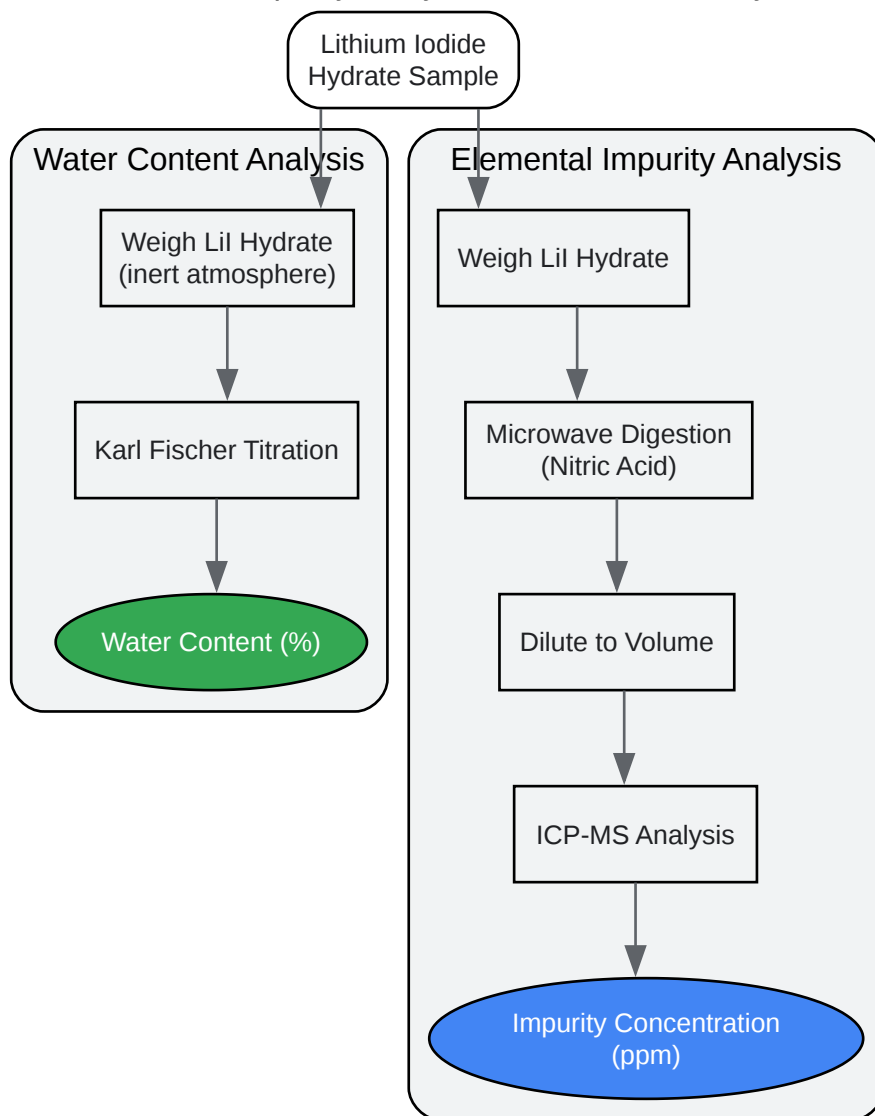 Lithium Iodide
Hydrate Sample
Water Content Analysis
Weigh LiI Hydrate
(inert atmosphere)
Karl Fischer Titration
Water Content (%)
Elemental Impurity Analysis
Weigh LiI Hydrate
Microwave Digestion
(Nitric Acid)
Dilute to Volume
ICP-MS Analysis
Impurity Concentration
(ppm)